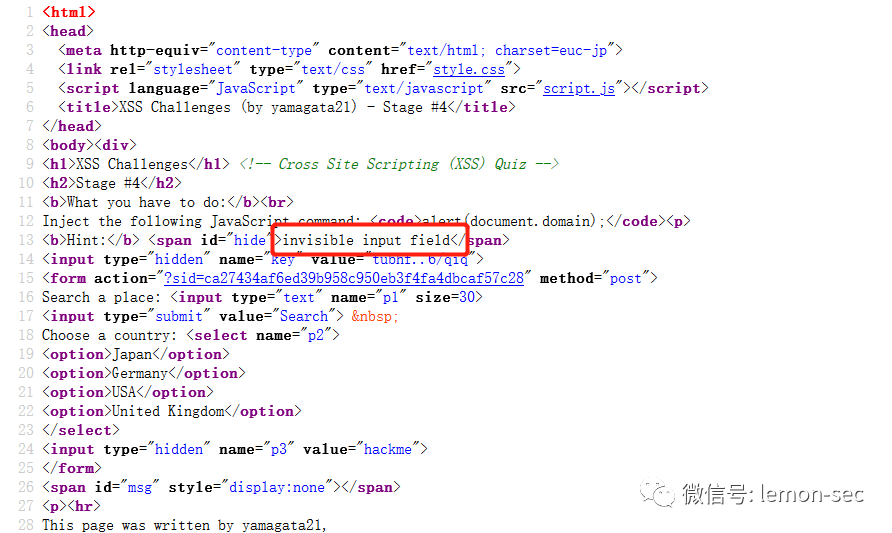 1 <html>
2 <head>
3 <meta http-equiv="content-type" content="text/html; charset=euc-jp">
4 <link rel="stylesheet" type="text/css" href="style.css">
5 <script language="JavaScript" type="text/javascript" src="script.js"></script>
6 <title>XSS Challenges (by yamagata21) - Stage #4</title>
7 </head>
8 <body><div>
9 <h1>XSS Challenges</h1> <!-- Cross Site Scripting (XSS) Quiz -->
10 <h2>Stage #4</h2>
11 <b>What you have to do:</b><br>
12 Inject the following JavaScript command: <code>alert(document.domain);</code><p>
13 <b>Hint:</b> <span id="hide">invisible input field</span>
14 <input type="hidden" name="key" value="tubhf..6/qiq">
15 <form action="?sid=ca27434af6ed39b958c950eb3f4fa4dbcaf57c28" method="post">
16 Search a place: <input type="text" name="p1" size=30>
17 <input type="submit" value="Search"> &nbsp;
18 Choose a country: <select name="p2">
19 <option>Japan</option>
20 <option>Germany</option>
21 <option>USA</option>
22 <option>United Kingdom</option>
23 </select>
24 <input type="hidden" name="p3" value="hackme">
25 </form>
26 <span id="msg" style="display:none"></span>
微信号: lemon-sec
27 <p><hr>
28 This page was written by yamagata21,